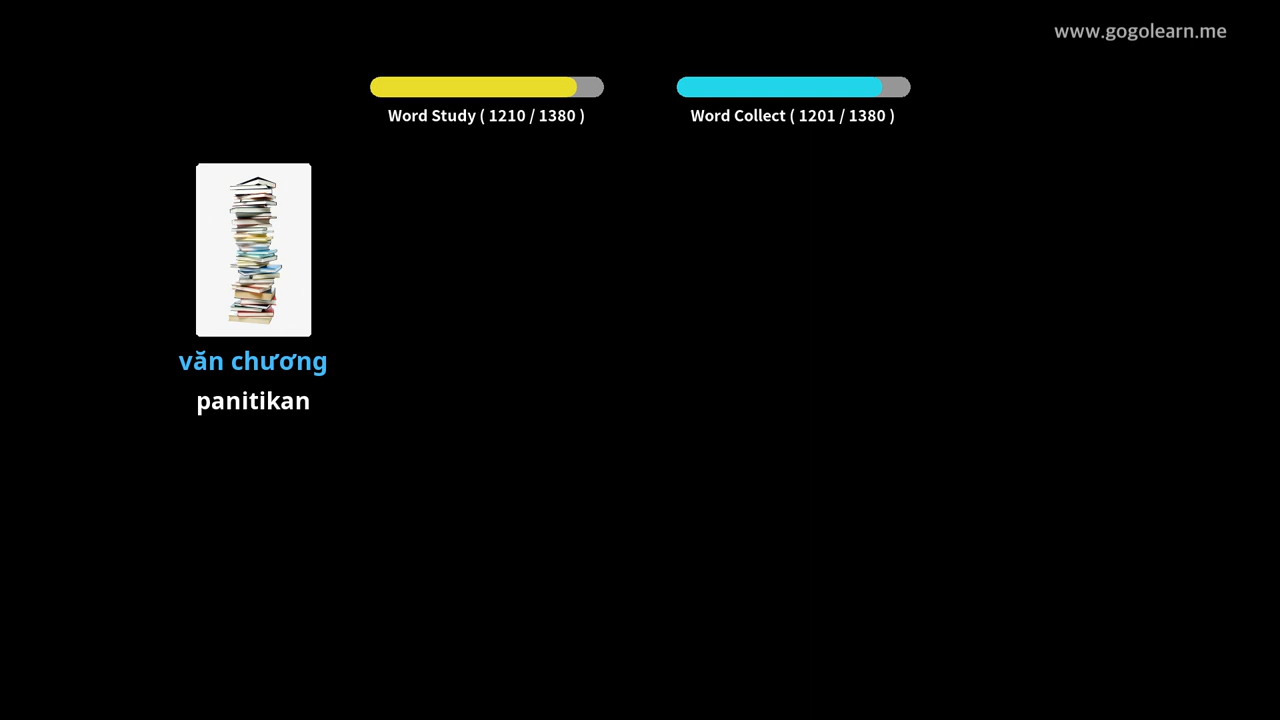 www.gogolearn.me
Word Study ( 1210 / 1380 )
Word Collect ( 1201 / 1380 )
văn chương
panitikan